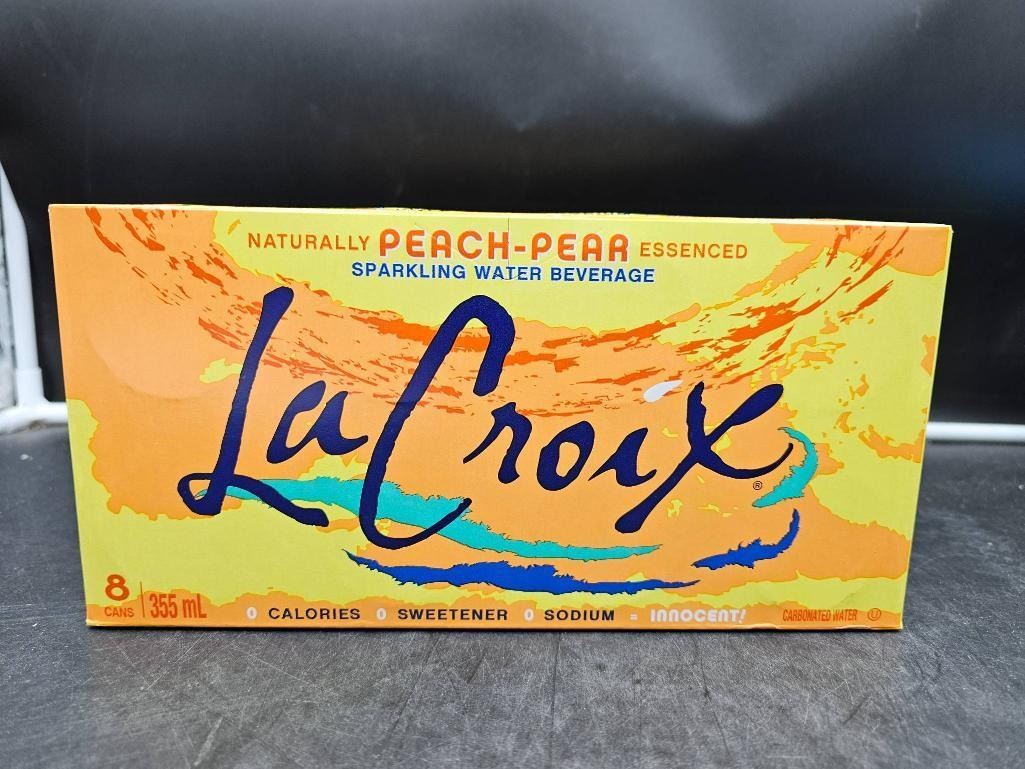 NATURALLY PEACH-PEAR ESSENCED
SPARKLING WATER BEVERAGE
LaCroix®
8 CANS 355 mL
0 CALORIES 0 SWEETENER 0 SODIUM = INNOCENT!
CARBONATED WATER U